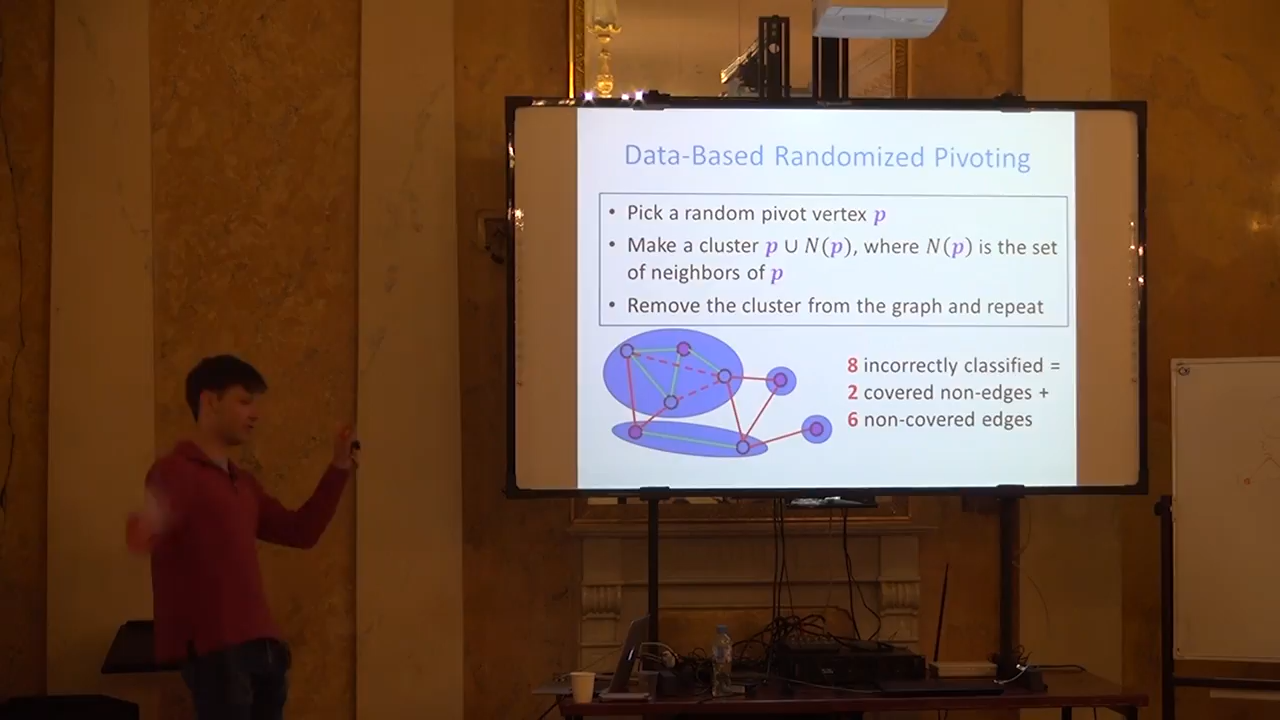 Data-Based Randomized Pivoting
• Pick a random pivot vertex p
• Make a cluster p ∪ N(p), where N(p) is the set
of neighbors of p
• Remove the cluster from the graph and repeat
8 incorrectly classified =
2 covered non-edges +
6 non-covered edges